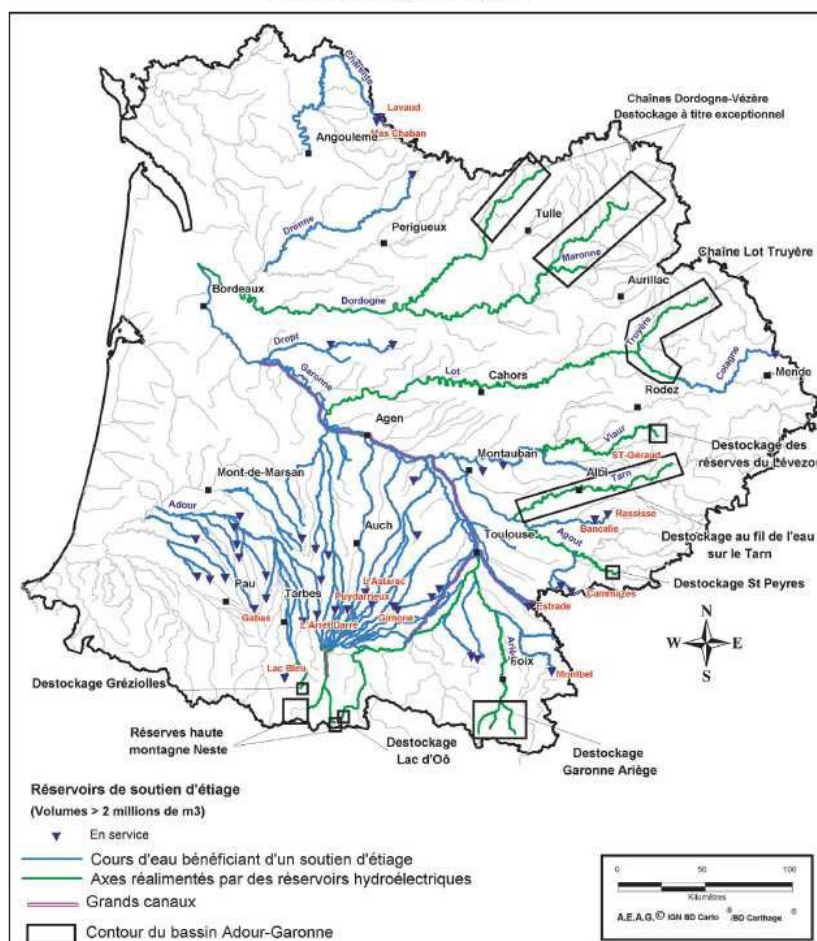 Charente
Lavaud
Mas Chaban
Angouleme
Chaînes Dordogne-Vézère
Destockage à titre exceptionnel
Dronne
Perigueux
Tulle
Maronne
Chaîne Lot Truyère
Aurillac
Bordeaux
Dordogne
Truyère
Dropt
Garonne
Lot
Cahors
Colagne
Mende
Rodez
Agen
Viaur
Montauban
ST-Géraud
Destockage des
réserves du Lévezou
Mont-de-Marsan
Albi
Tarn
Adour
Rassisse
Bancalie
Auch
Toulouse
Agout
Destockage au fil de l'eau
sur le Tarn
L'Astarac
Pau
Tarbes
Puydarrieux
Destockage St Peyres
Cammazes
Gabas
L'Arret Darré
Gimone
Estrade
N
W E
S
Ariège
Foix
Montbel
Lac Bleu
Destockage Gréziolles
Réserves haute
montagne Neste
Destockage
Lac d'Oô
Destockage
Garonne Ariège
Réservoirs de soutien d'étiage
(Volumes > 2 millions de m3)
En service
Cours d'eau bénéficiant d'un soutien d'étiage
Axes réalimentés par des réservoirs hydroélectriques
Grands canaux
Contour du bassin Adour-Garonne
0 50 100
Kilomètres
A.E.A.G.© IGN BD Carto ® /BD Carthage ®